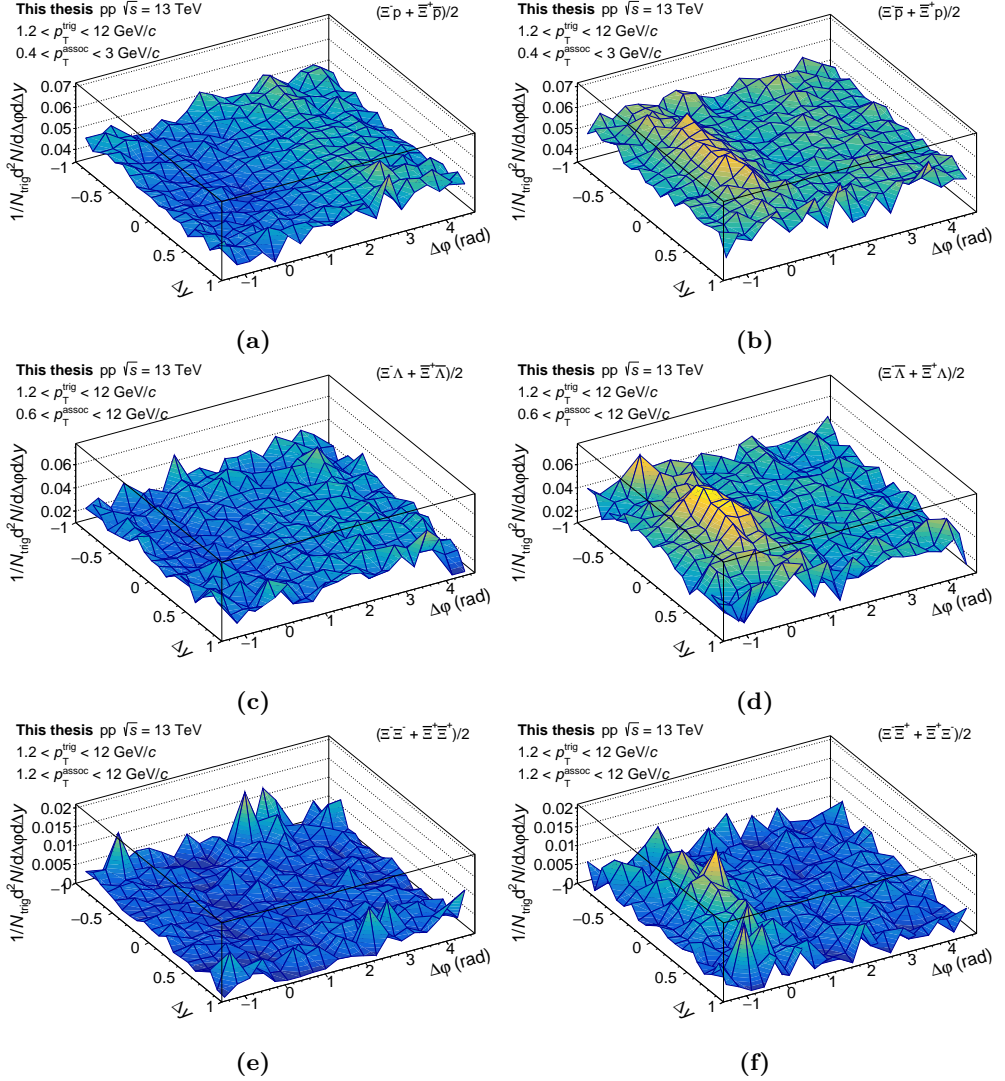 This thesis pp √s = 13 TeV
1.2 < p_T^trig < 12 GeV/c
0.4 < p_T^assoc < 3 GeV/c
(Ξ⁻p + Ξ̅⁺p̅)/2
1/N_trig d²N/dΔφdΔy
0.07
0.06
0.05
0.04
−1
−0.5
0
0.5
1
Δy
−1
0
1
2
3
4
Δφ (rad)
(a)
This thesis pp √s = 13 TeV
1.2 < p_T^trig < 12 GeV/c
0.4 < p_T^assoc < 3 GeV/c
(Ξ⁻p̅ + Ξ̅⁺p)/2
1/N_trig d²N/dΔφdΔy
0.07
0.06
0.05
0.04
−1
−0.5
0
0.5
1
Δy
−1
0
1
2
3
4
Δφ (rad)
(b)
This thesis pp √s = 13 TeV
1.2 < p_T^trig < 12 GeV/c
0.6 < p_T^assoc < 12 GeV/c
(Ξ⁻Λ + Ξ̅⁺Λ̅)/2
1/N_trig d²N/dΔφdΔy
0.06
0.04
0.02
−1
−0.5
0
0.5
1
Δy
−1
0
1
2
3
4
Δφ (rad)
(c)
This thesis pp √s = 13 TeV
1.2 < p_T^trig < 12 GeV/c
0.6 < p_T^assoc < 12 GeV/c
(Ξ⁻Λ̅ + Ξ̅⁺Λ)/2
1/N_trig d²N/dΔφdΔy
0.06
0.04
0.02
−1
−0.5
0
0.5
1
Δy
−1
0
1
2
3
4
Δφ (rad)
(d)
This thesis pp √s = 13 TeV
1.2 < p_T^trig < 12 GeV/c
1.2 < p_T^assoc < 12 GeV/c
(Ξ⁻Ξ⁻ + Ξ̅⁺Ξ̅⁺)/2
1/N_trig d²N/dΔφdΔy
0.02
0.015
0.01
0.005
0
−1
−0.5
0
0.5
1
Δy
−1
0
1
2
3
4
Δφ (rad)
(e)
This thesis pp √s = 13 TeV
1.2 < p_T^trig < 12 GeV/c
1.2 < p_T^assoc < 12 GeV/c
(Ξ⁻Ξ̅⁺ + Ξ̅⁺Ξ⁻)/2
1/N_trig d²N/dΔφdΔy
0.02
0.015
0.01
0.005
0
−1
−0.5
0
0.5
1
Δy
−1
0
1
2
3
4
Δφ (rad)
(f)